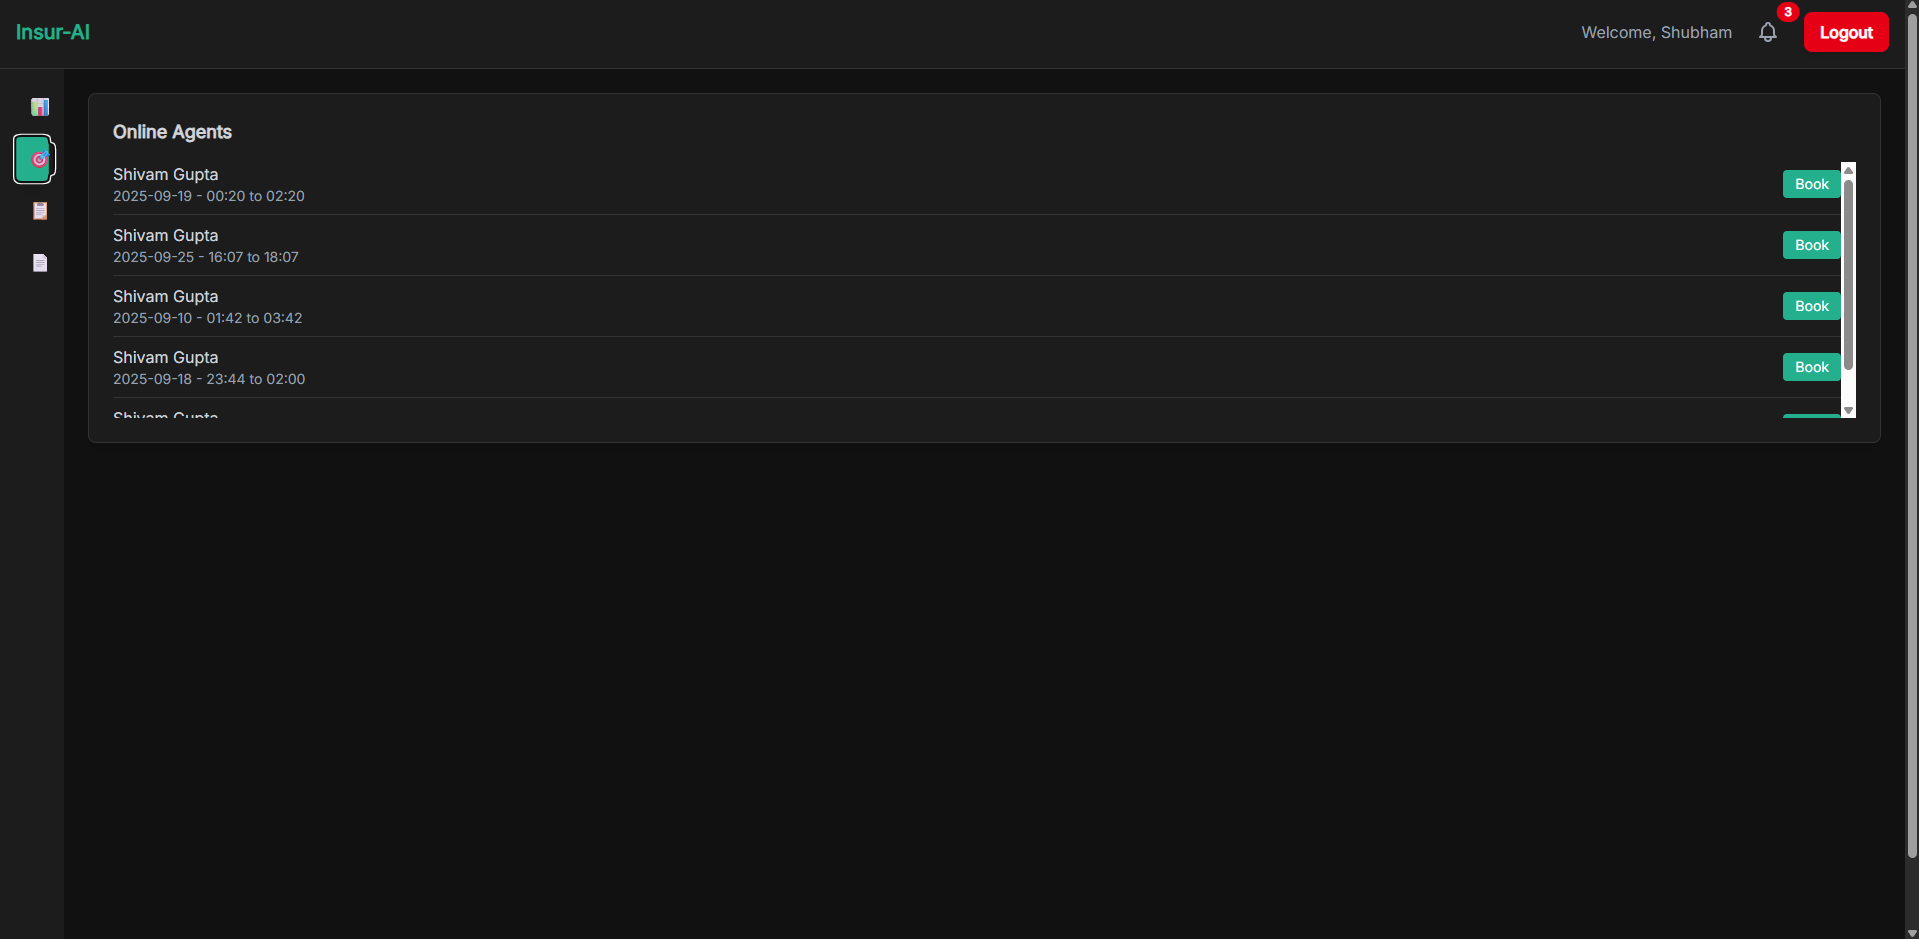 Insur-AI
Welcome, Shubham
3
Logout
Online Agents
Shivam Gupta
2025-09-19 - 00:20 to 02:20
Book
Shivam Gupta
2025-09-25 - 16:07 to 18:07
Book
Shivam Gupta
2025-09-10 - 01:42 to 03:42
Book
Shivam Gupta
2025-09-18 - 23:44 to 02:00
Book
Shivam Gupta